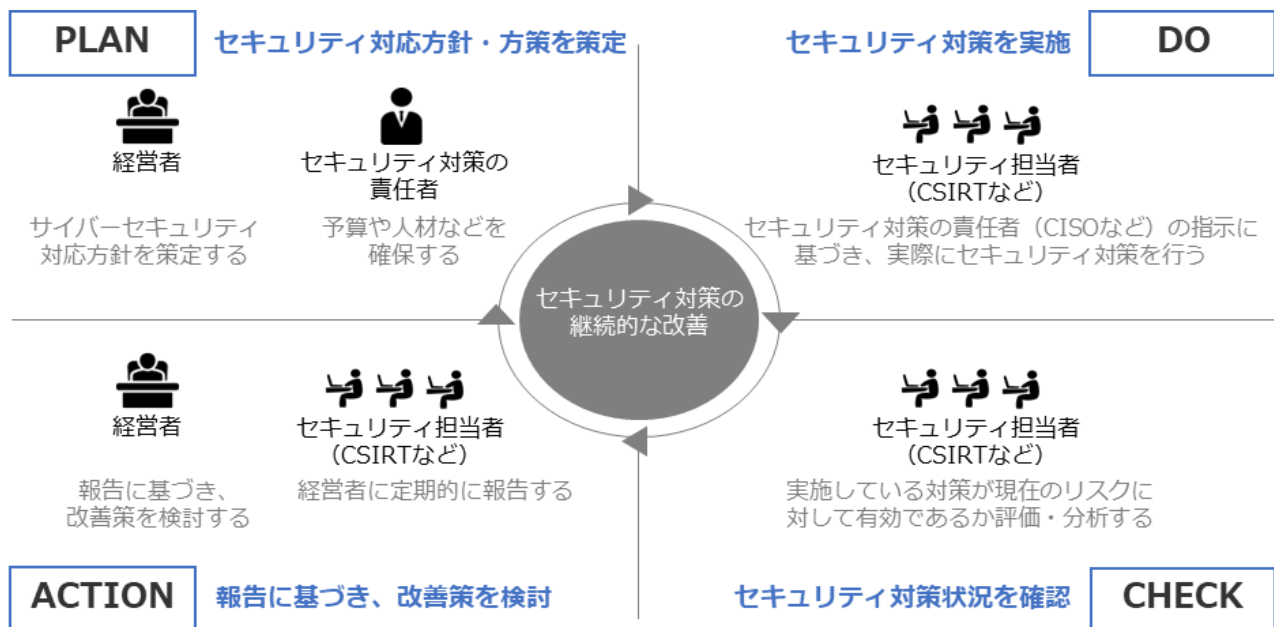 PLAN
セキュリティ対応方針・方策を策定
経営者
サイバーセキュリティ
対応方針を策定する
セキュリティ対策の
責任者
予算や人材などを
確保する
セキュリティ対策を実施
DO
セキュリティ担当者
（CSIRTなど）
セキュリティ対策の責任者（CISOなど）の指示に
基づき、実際にセキュリティ対策を行う
セキュリティ対策の
継続的な改善
経営者
報告に基づき、
改善策を検討する
セキュリティ担当者
（CSIRTなど）
経営者に定期的に報告する
ACTION
報告に基づき、改善策を検討
セキュリティ担当者
（CSIRTなど）
実施している対策が現在のリスクに
対して有効であるか評価・分析する
セキュリティ対策状況を確認
CHECK